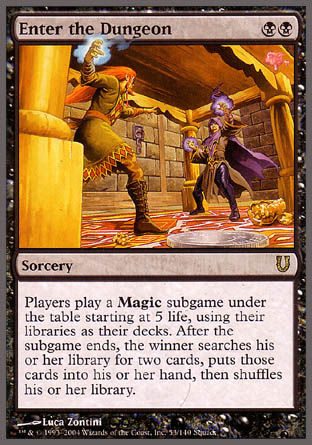 Enter the Dungeon
Sorcery
Players play a Magic subgame under
the table starting at 5 life, using their
libraries as their decks. After the
subgame ends, the winner searches his
or her library for two cards, puts those
cards into his or her hand, then shuffles
his or her library.
Luca Zontini
™ & © 1993–2004 Wizards of the Coast, Inc. 53/140